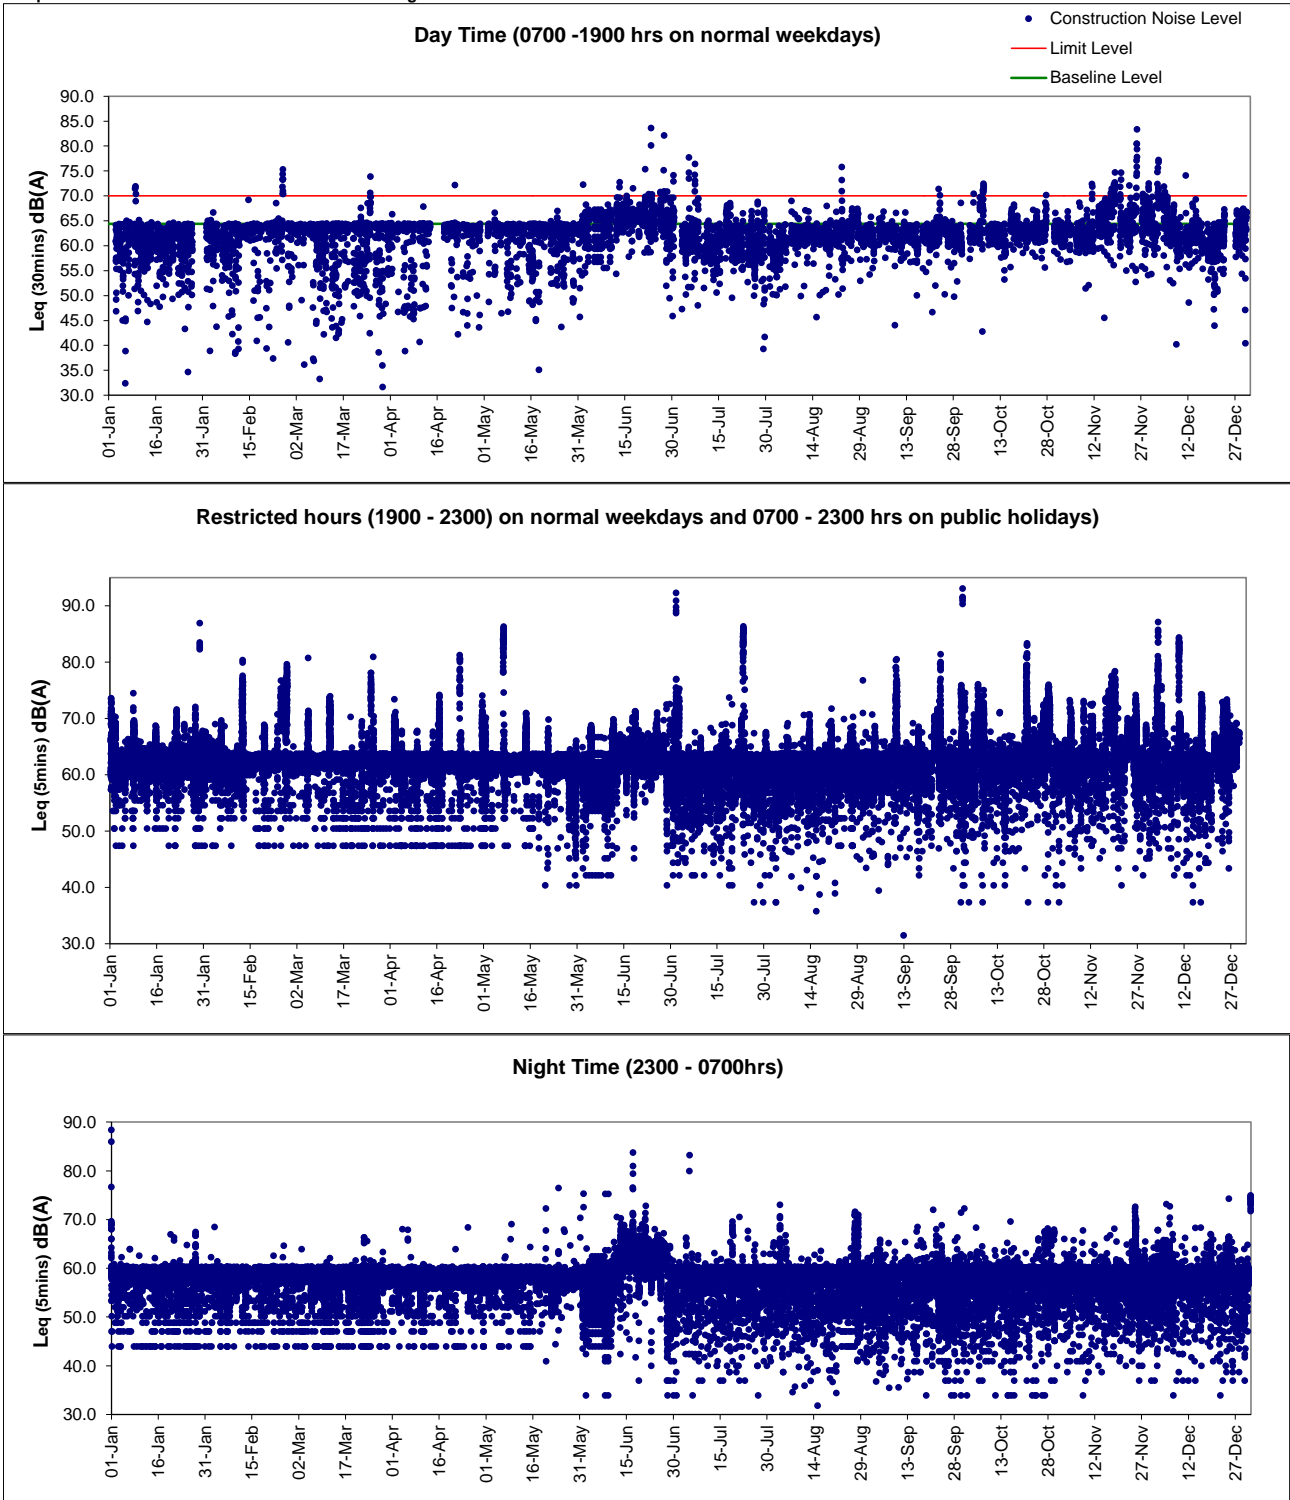 Day Time (0700 -1900 hrs on normal weekdays)
Construction Noise Level
Limit Level
Baseline Level
Leq (30mins) dB(A)
90.0
85.0
80.0
75.0
70.0
65.0
60.0
55.0
50.0
45.0
40.0
35.0
30.0
01-Jan 16-Jan 31-Jan 15-Feb 02-Mar 17-Mar 01-Apr 16-Apr 01-May 16-May 31-May 15-Jun 30-Jun 15-Jul 30-Jul 14-Aug 29-Aug 13-Sep 28-Sep 13-Oct 28-Oct 12-Nov 27-Nov 12-Dec 27-Dec
Restricted hours (1900 - 2300) on normal weekdays and 0700 - 2300 hrs on public holidays)
Leq (5mins) dB(A)
90.0
80.0
70.0
60.0
50.0
40.0
30.0
01-Jan 16-Jan 31-Jan 15-Feb 02-Mar 17-Mar 01-Apr 16-Apr 01-May 16-May 31-May 15-Jun 30-Jun 15-Jul 30-Jul 14-Aug 29-Aug 13-Sep 28-Sep 13-Oct 28-Oct 12-Nov 27-Nov 12-Dec 27-Dec
Night Time (2300 - 0700hrs)
Leq (5mins) dB(A)
90.0
80.0
70.0
60.0
50.0
40.0
30.0
01-Jan 16-Jan 31-Jan 15-Feb 02-Mar 17-Mar 01-Apr 16-Apr 01-May 16-May 31-May 15-Jun 30-Jun 15-Jul 30-Jul 14-Aug 29-Aug 13-Sep 28-Sep 13-Oct 28-Oct 12-Nov 27-Nov 12-Dec 27-Dec